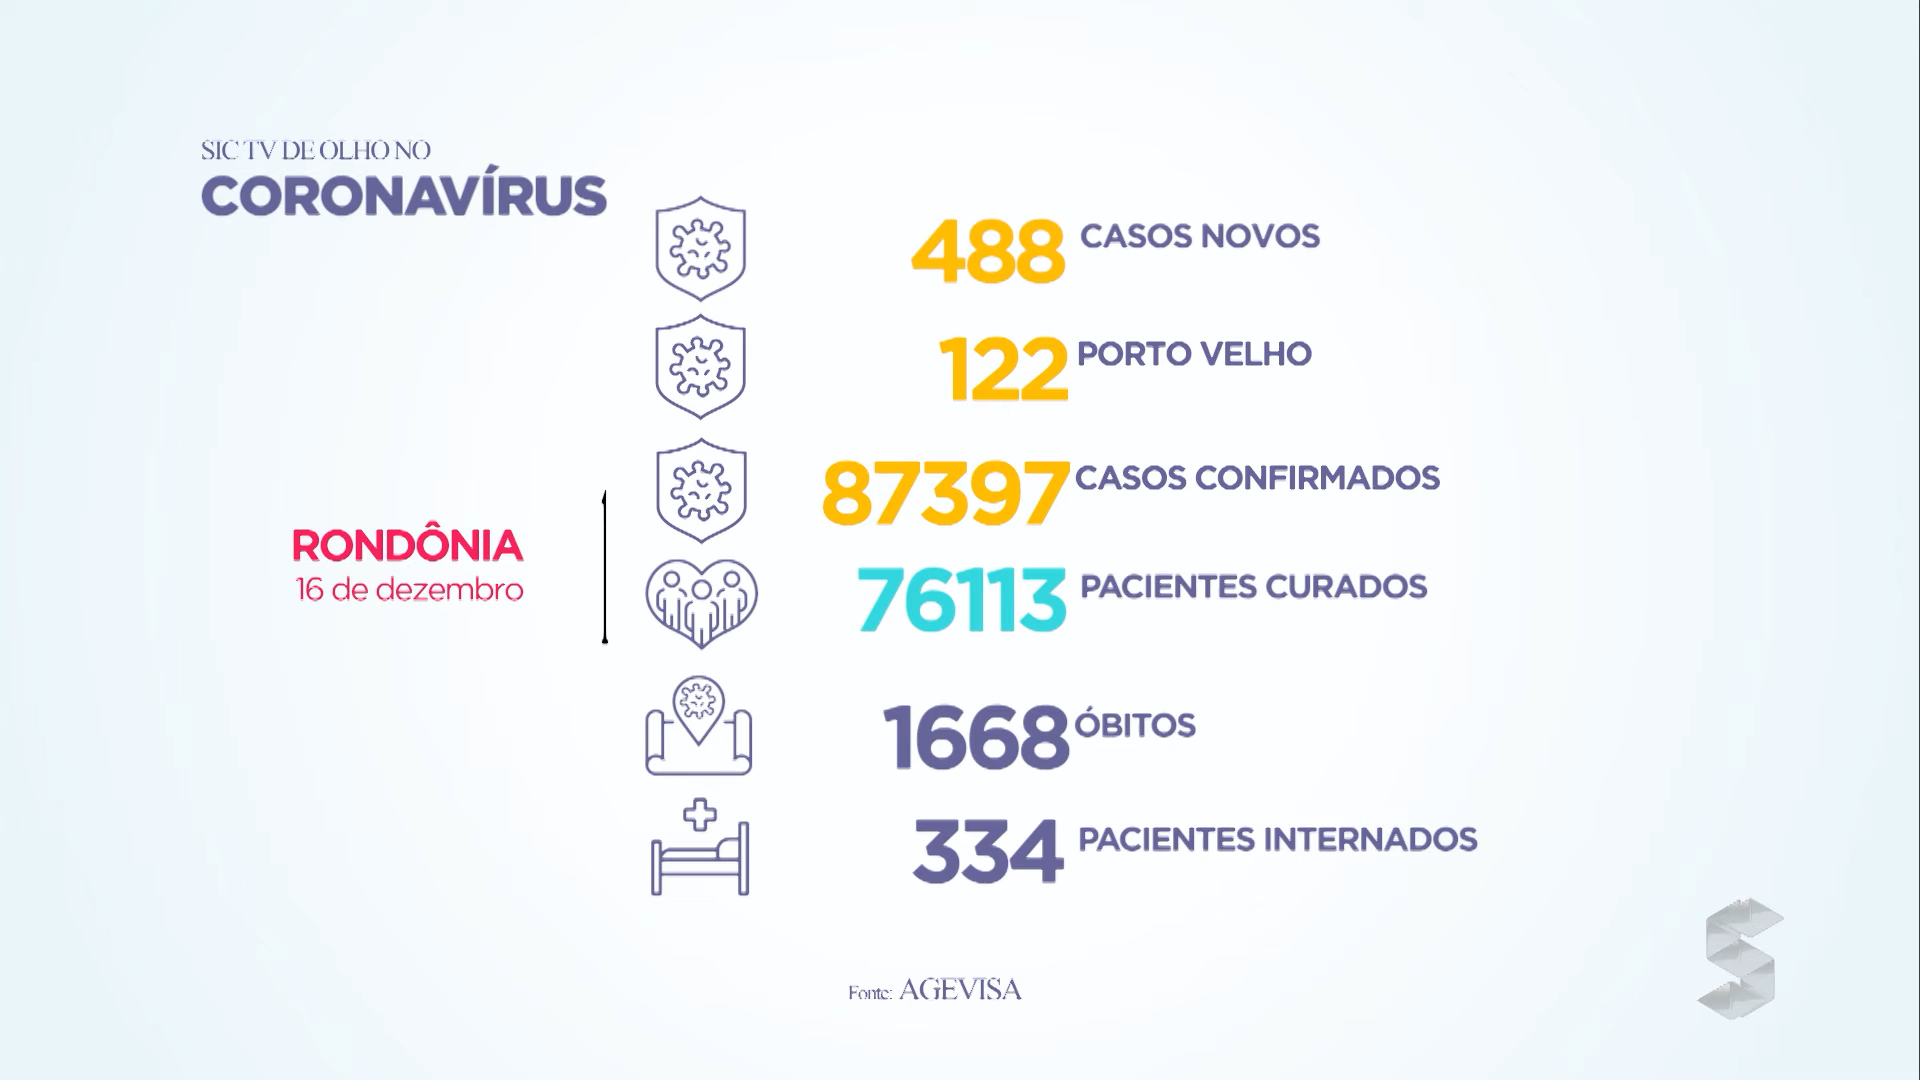 SIC TV DE OLHO NO
CORONAVÍRUS
488 CASOS NOVOS
122 PORTO VELHO
87397 CASOS CONFIRMADOS
RONDÔNIA
16 de dezembro
76113 PACIENTES CURADOS
1668 ÓBITOS
334 PACIENTES INTERNADOS
Fonte: AGEVISA